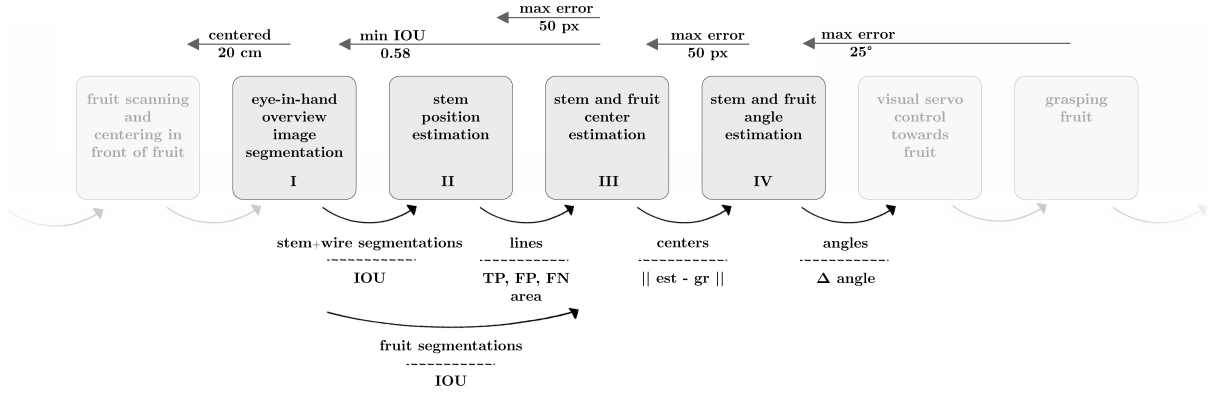 max error
50 px
centered
20 cm
min IOU
0.58
max error
50 px
max error
25°
fruit scanning
and
centering in
front of fruit
eye-in-hand
overview
image
segmentation
I
stem
position
estimation
II
stem and fruit
center
estimation
III
stem and fruit
angle
estimation
IV
visual servo
control
towards
fruit
grasping
fruit
stem+wire segmentations
IOU
lines
TP, FP, FN
area
centers
|| est - gr ||
angles
Δ angle
fruit segmentations
IOU